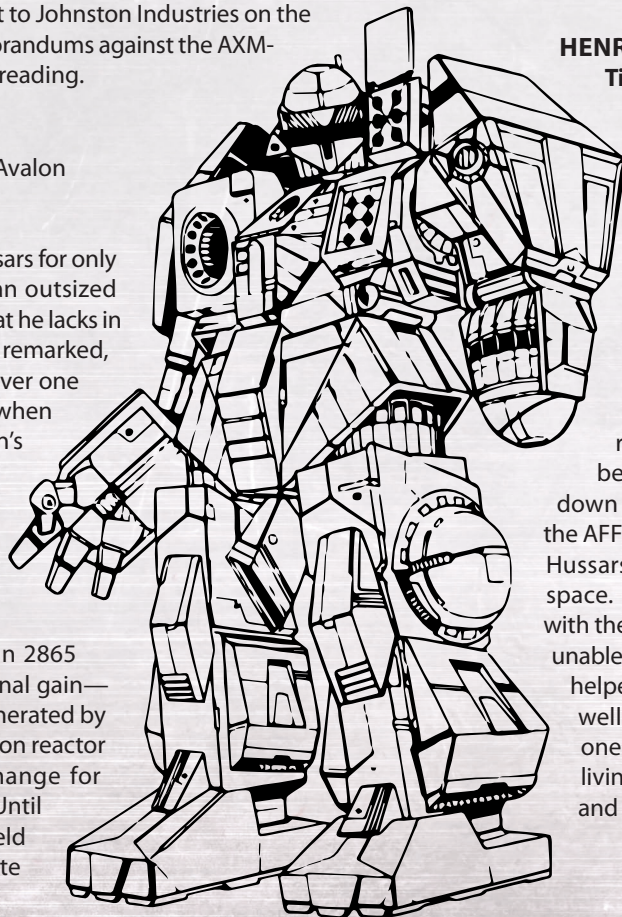 t to Johnston Industries on the
orandums against the AXM-
reading.
Avalon
sars for only
an outsized
at he lacks in
remarked,
ver one
when
n's
n 2865
nal gain—
nerated by
on reactor
hange for
Until
eld
te
HENR
Ti
r
be
down
the AFF
Hussars
space.
with the
unable
helpe
well
one
living
and